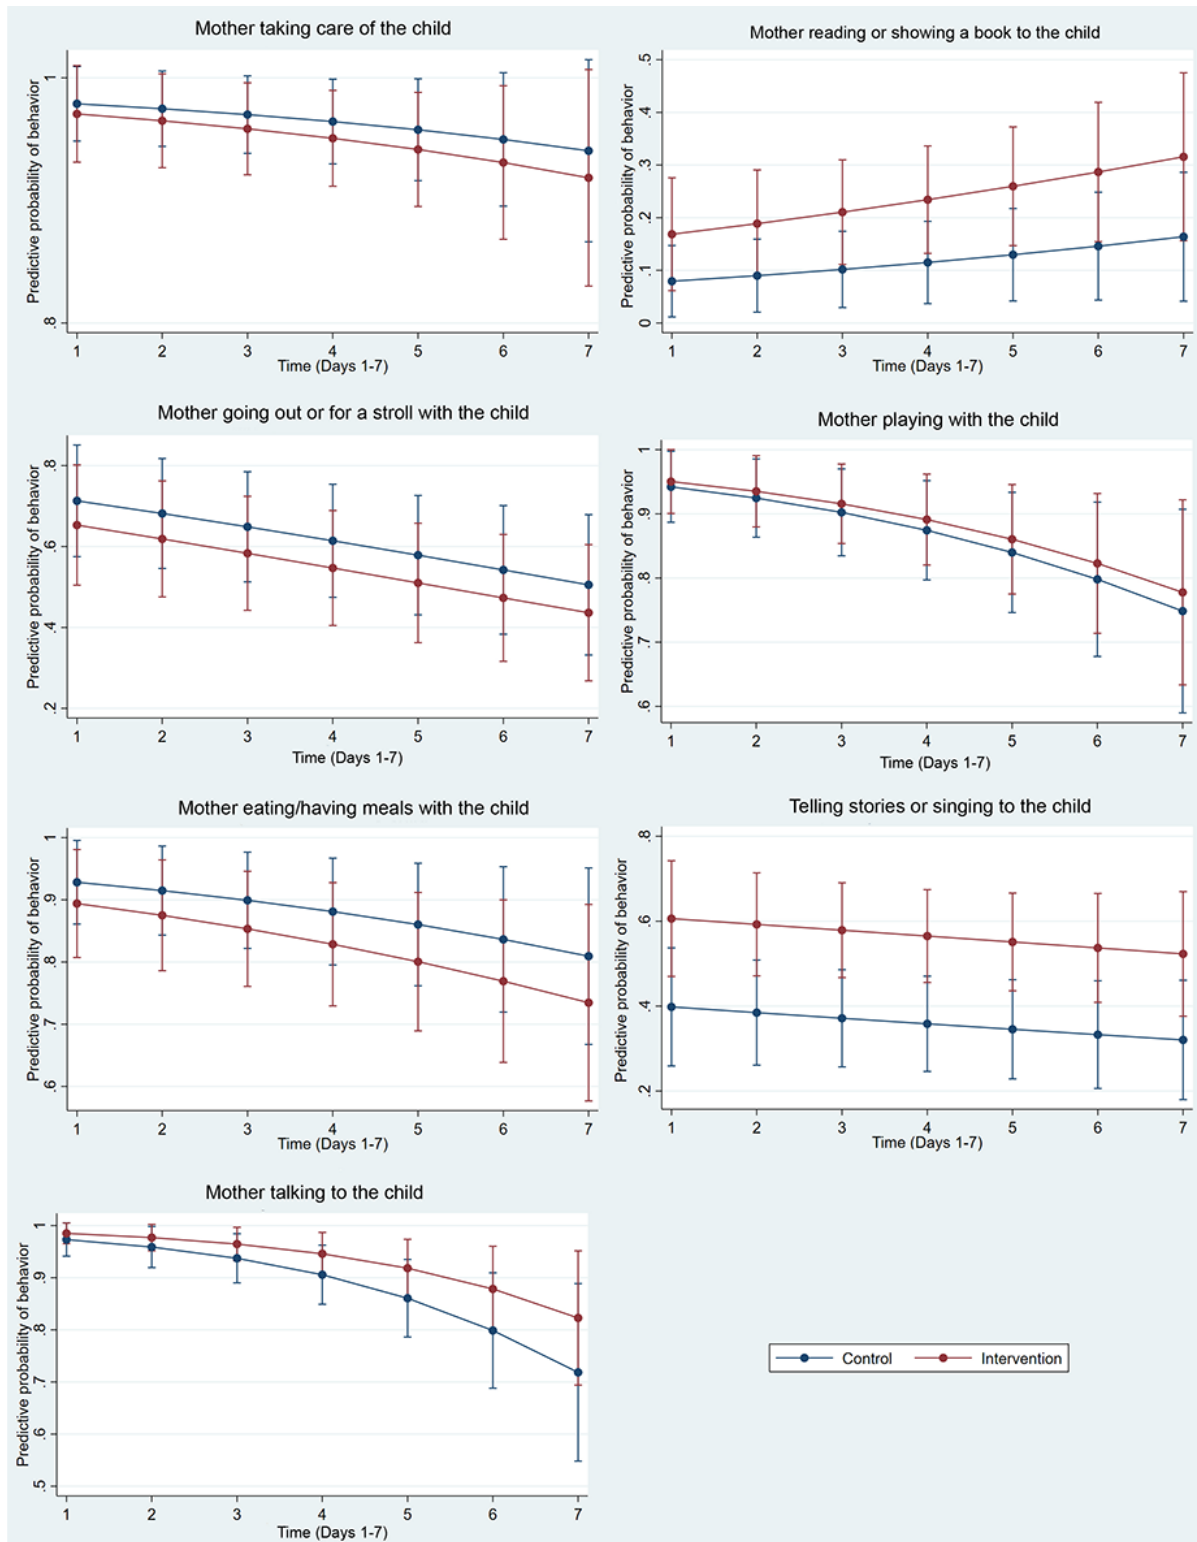 Mother taking care of the child
Predictive probability of behavior
1
.8
1 2 3 4 5 6 7
Time (Days 1-7)
Mother reading or showing a book to the child
Predictive probability of behavior
.5
.4
.3
.2
.1
0
1 2 3 4 5 6 7
Time (Days 1-7)
Mother going out or for a stroll with the child
Predictive probability of behavior
.8
.6
.4
.2
1 2 3 4 5 6 7
Time (Days 1-7)
Mother playing with the child
Predictive probability of behavior
1
.9
.8
.7
.6
1 2 3 4 5 6 7
Time (Days 1-7)
Mother eating/having meals with the child
Predictive probability of behavior
1
.9
.8
.7
.6
1 2 3 4 5 6 7
Time (Days 1-7)
Telling stories or singing to the child
Predictive probability of behavior
.8
.6
.4
.2
1 2 3 4 5 6 7
Time (Days 1-7)
Mother talking to the child
Predictive probability of behavior
1
.9
.8
.7
.6
.5
1 2 3 4 5 6 7
Time (Days 1-7)
Control Intervention